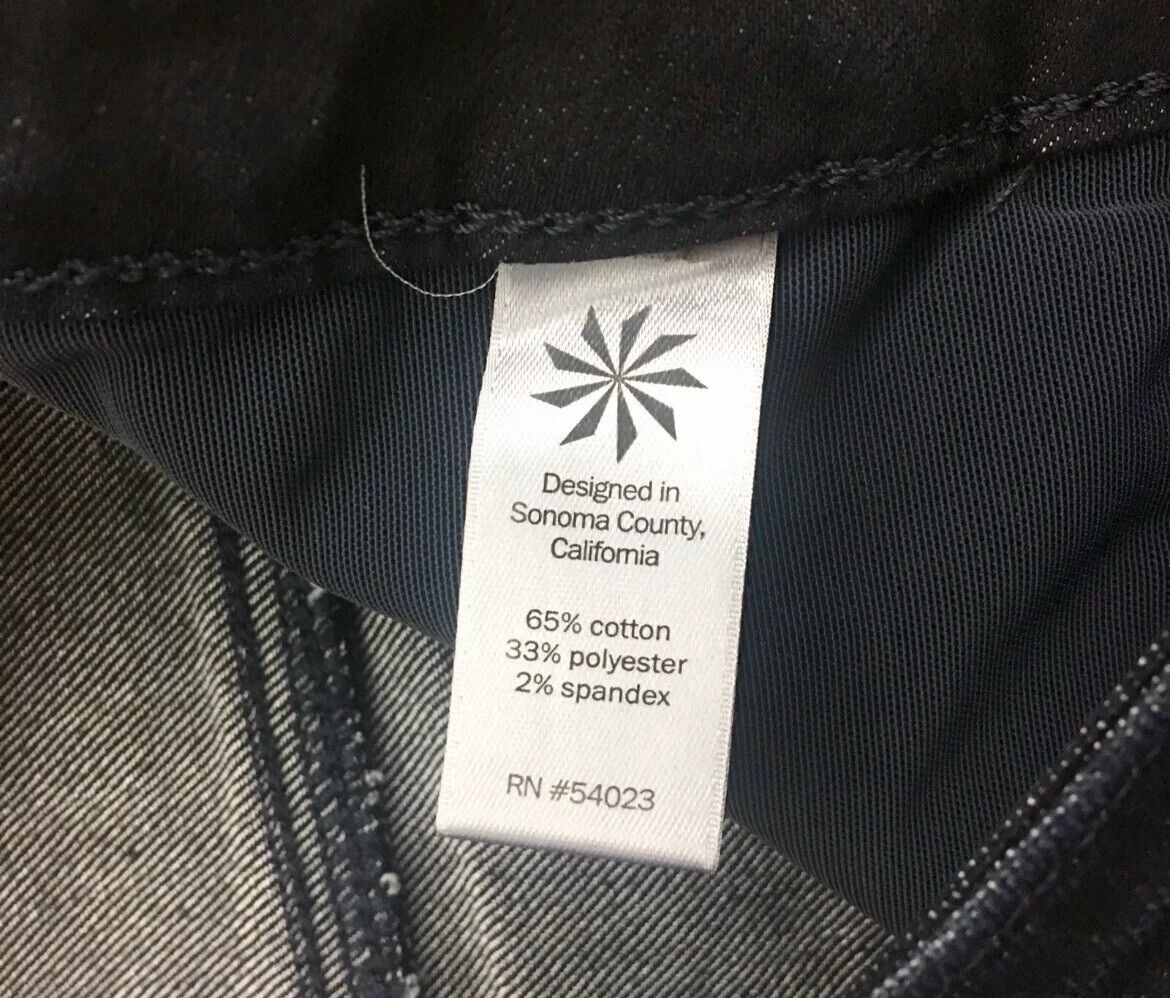 Designed in
Sonoma County,
California
65% cotton
33% polyester
2% spandex
RN #54023